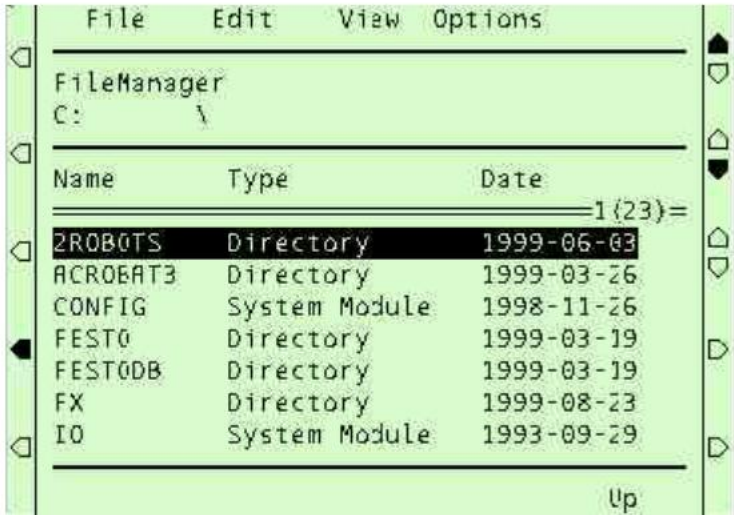 File Edit View Options
FileManager
C: \
Name Type Date
1(23)
2ROBOTS Directory 1999-06-03
ACROBAT3 Directory 1999-03-26
CONFIG System Module 1998-11-26
FESTO Directory 1999-03-19
FESTODB Directory 1999-03-19
FX Directory 1999-08-23
IO System Module 1993-09-29
Up